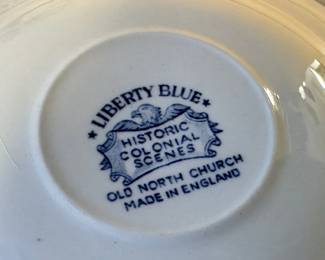 ★ LIBERTY BLUE ★
HISTORIC
COLONIAL
SCENES
OLD NORTH CHURCH
MADE IN ENGLAND